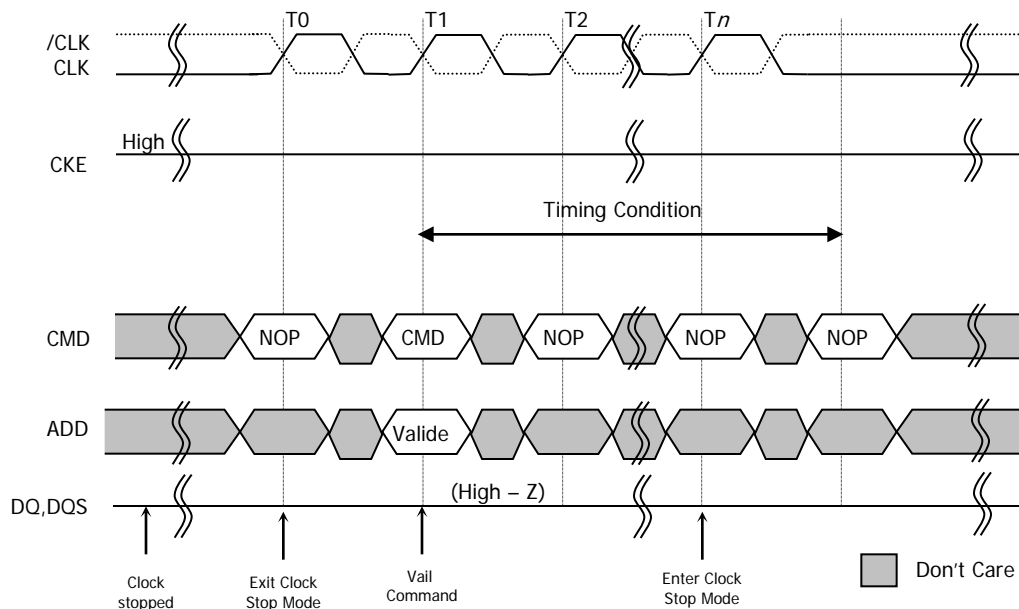 T0 T1 T2 Tn
/CLK
CLK
High
CKE
Timing Condition
CMD NOP CMD NOP NOP NOP
ADD Valide
(High – Z)
DQ,DQS
Clock
stopped
Exit Clock
Stop Mode
Vail
Command
Enter Clock
Stop Mode
Don't Care